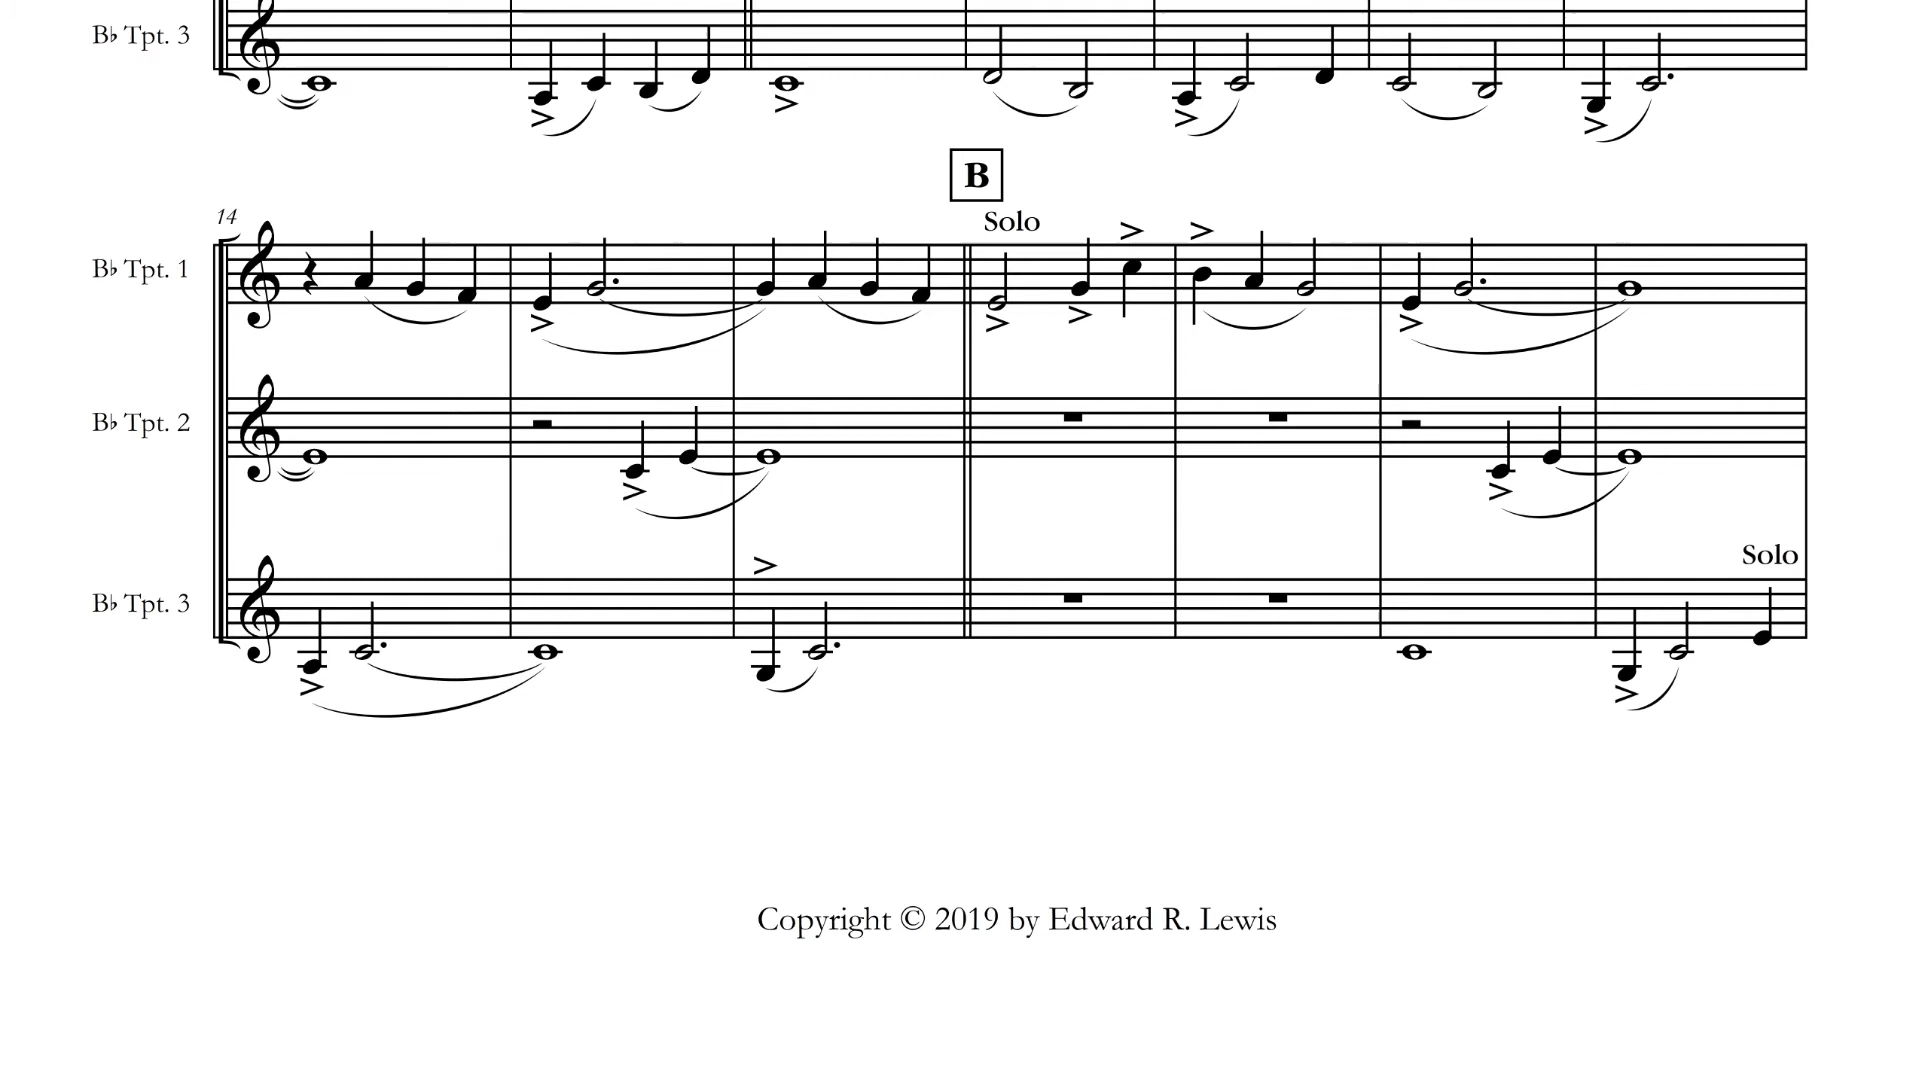 B♭ Tpt. 3
B
14
Solo
B♭ Tpt. 1
B♭ Tpt. 2
Solo
B♭ Tpt. 3
Copyright © 2019 by Edward R. Lewis